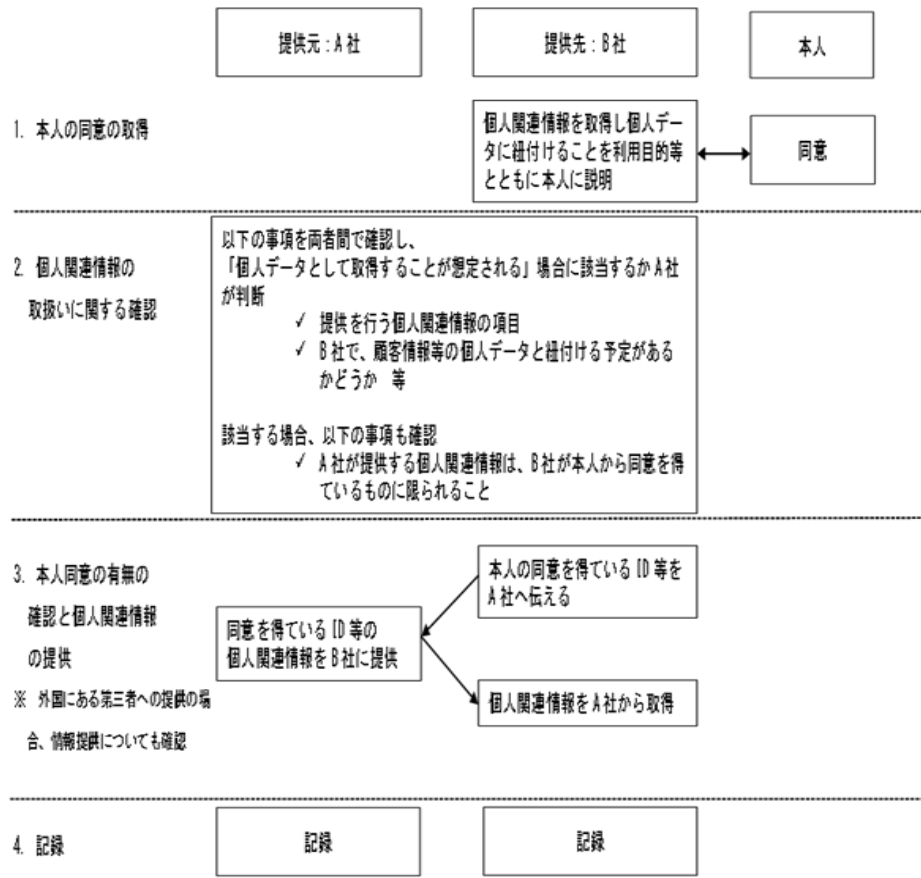 提供元：A社
提供先：B社
本人
1. 本人の同意の取得
個人関連情報を取得し個人デー
タに紐付けることを利用目的等
とともに本人に説明
同意
2. 個人関連情報の
取扱いに関する確認
以下の事項を両者間で確認し、
「個人データとして取得することが想定される」場合に該当するかA社
が判断
✓ 提供を行う個人関連情報の項目
✓ B社で、顧客情報等の個人データと紐付ける予定がある
かどうか 等
該当する場合、以下の事項も確認
✓ A社が提供する個人関連情報は、B社が本人から同意を得
ているものに限られること
3. 本人同意の有無の
確認と個人関連情報
の提供
※ 外国にある第三者への提供の場
合、情報提供についても確認
本人の同意を得ているID等を
A社へ伝える
同意を得ているID等の
個人関連情報をB社に提供
個人関連情報をA社から取得
4. 記録
記録
記録